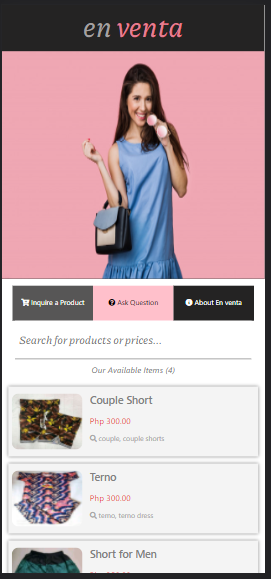 en venta
Inquire a Product
Ask Question
About En venta
Search for products or prices...
Our Available Items (4)
Couple Short
Php 300.00
couple, couple shorts
Terno
Php 300.00
terno, terno dress
Short for Men